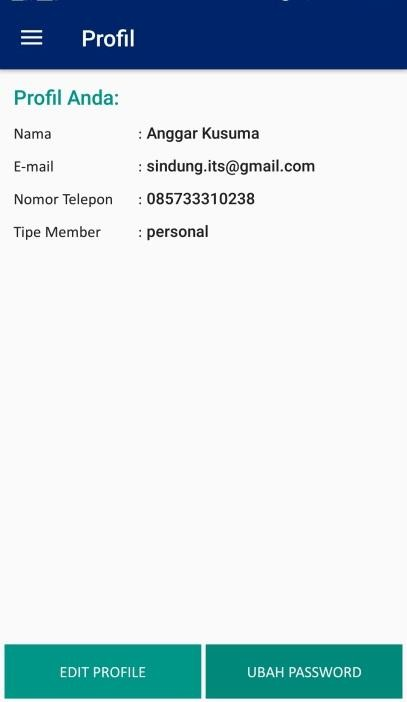 Profil
Profil Anda:
Nama : Anggar Kusuma
E-mail : sindung.its@gmail.com
Nomor Telepon : 085733310238
Tipe Member : personal
EDIT PROFILE UBAH PASSWORD